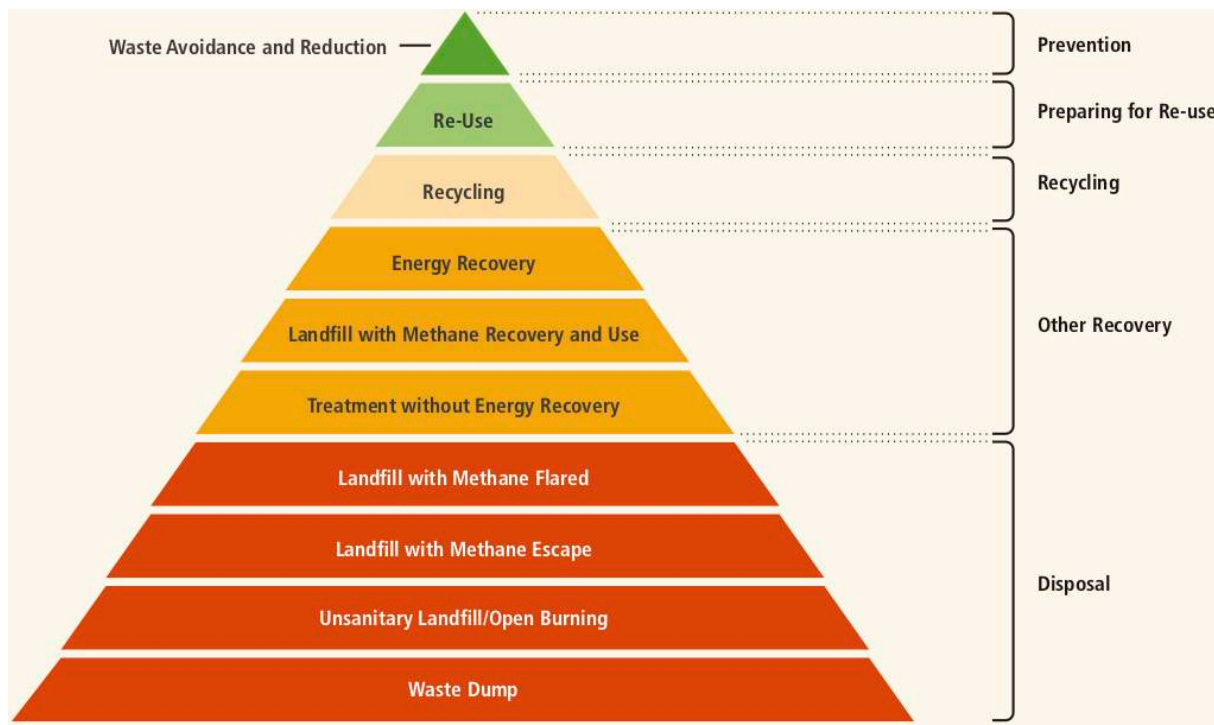 Waste Avoidance and Reduction
Prevention
Re-Use
Preparing for Re-use
Recycling
Recycling
Energy Recovery
Landfill with Methane Recovery and Use
Other Recovery
Treatment without Energy Recovery
Landfill with Methane Flared
Landfill with Methane Escape
Disposal
Unsanitary Landfill/Open Burning
Waste Dump